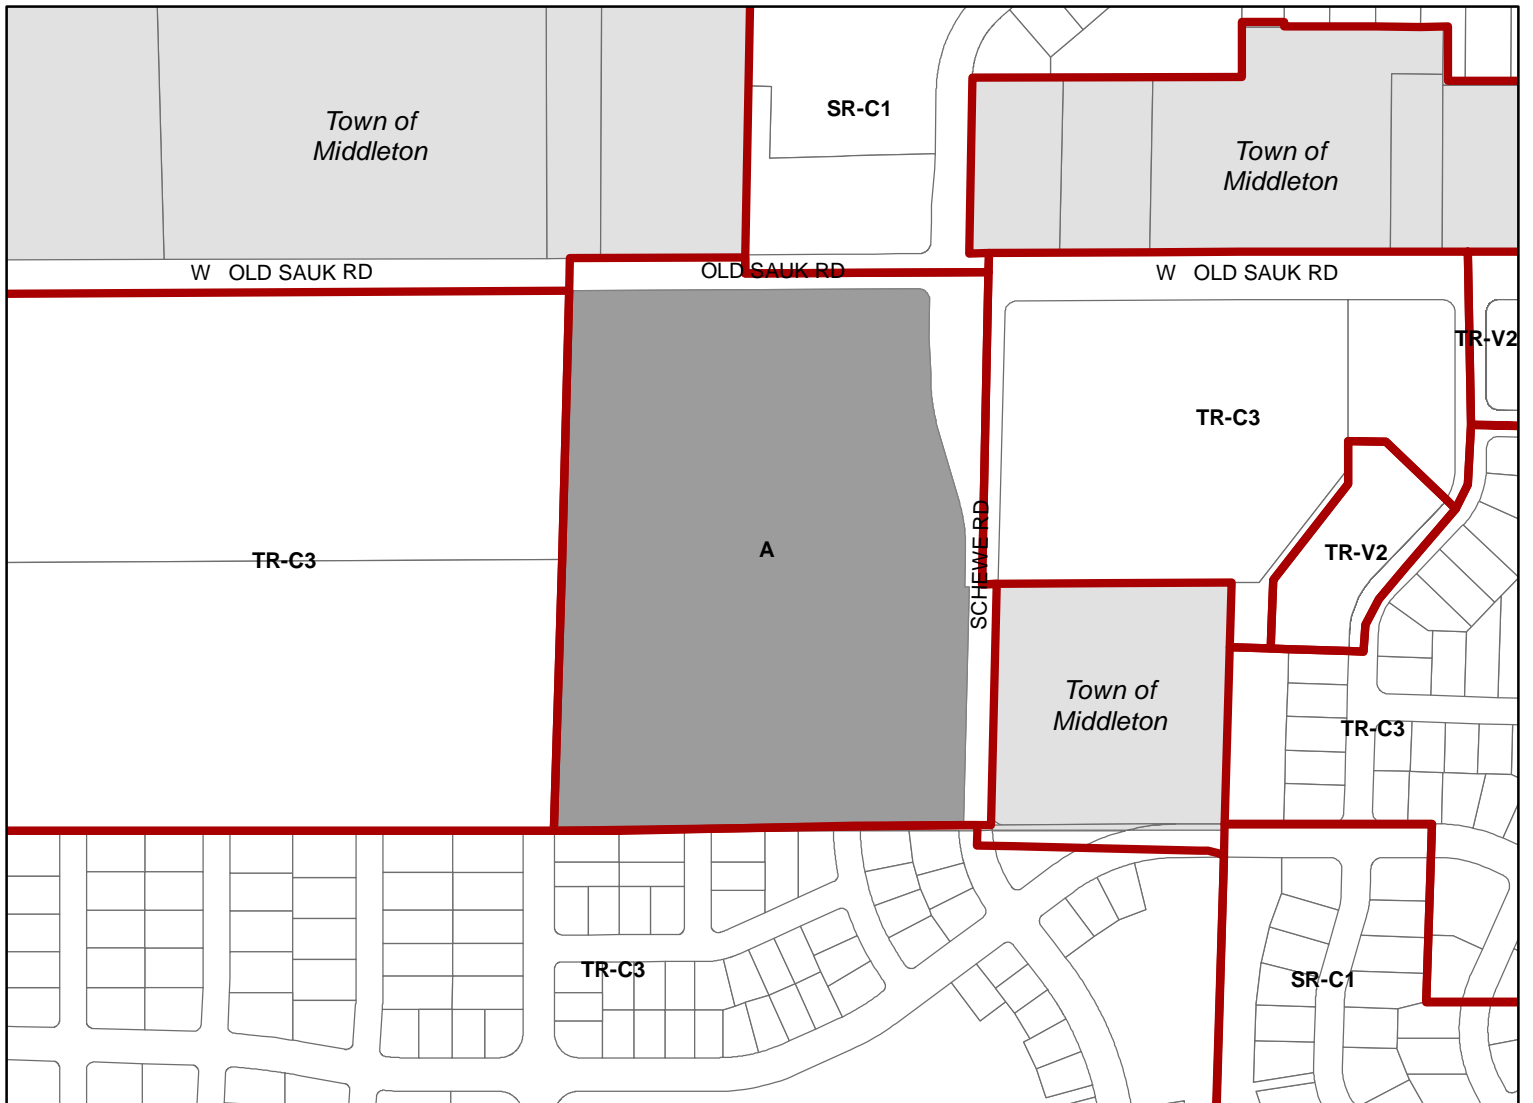 SR-C1
Town of
Middleton
Town of
Middleton
W OLD SAUK RD
OLD SAUK RD
W OLD SAUK RD
TR-V2
TR-C3
SCHEWE RD
A
TR-V2
TR-C3
Town of
Middleton
TR-C3
TR-C3
SR-C1